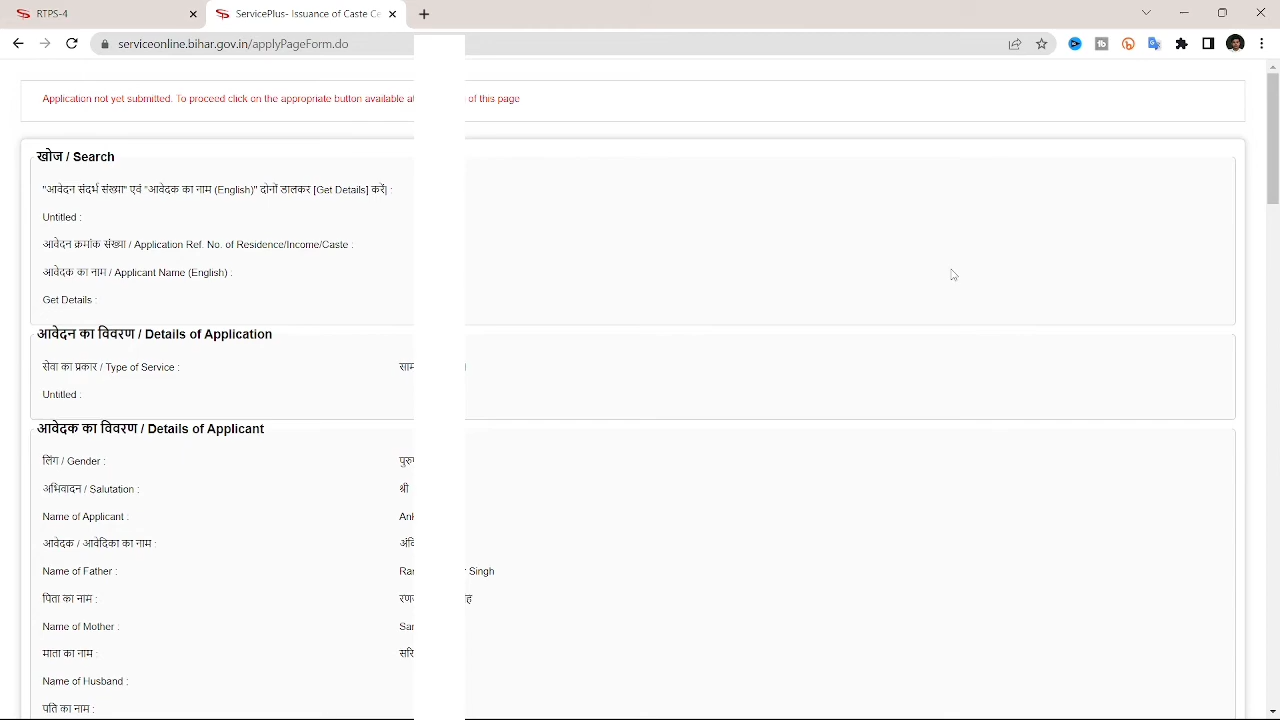 RTPS-4
ServicePlus- Issuance of Caste Ce
serviceonline.bihar.gov.in/applyPageForm.do
Application not yet submitted. To proceed click on the appropriate button available at of this page
खोज / Search
"आवेदन संदर्भ संख्या" एवं "आवेदक का नाम (English)" दोनों डालकर [Get Details] करें| :
Untitled :
आवेदन क्रमांक संख्या / Application Ref. No. of Residence/Income/Caste :
आवेदक का नाम / Applicant Name (English) :
Get Details :
आवेदन का विवरण / Details of Application
सेवा का प्रकार / Type of Service :
Untitled :
आवेदक का विवरण / Details of Applicant
लिंग / Gender :
अभिवादन / Salutation : श्री
Name of Applicant :
आवेदक / आवेदिका का नाम :
Name of Father : Singh
पिता का नाम :
Name of Mother :
माता का नाम :
Name of Husband :
पति का नाम :